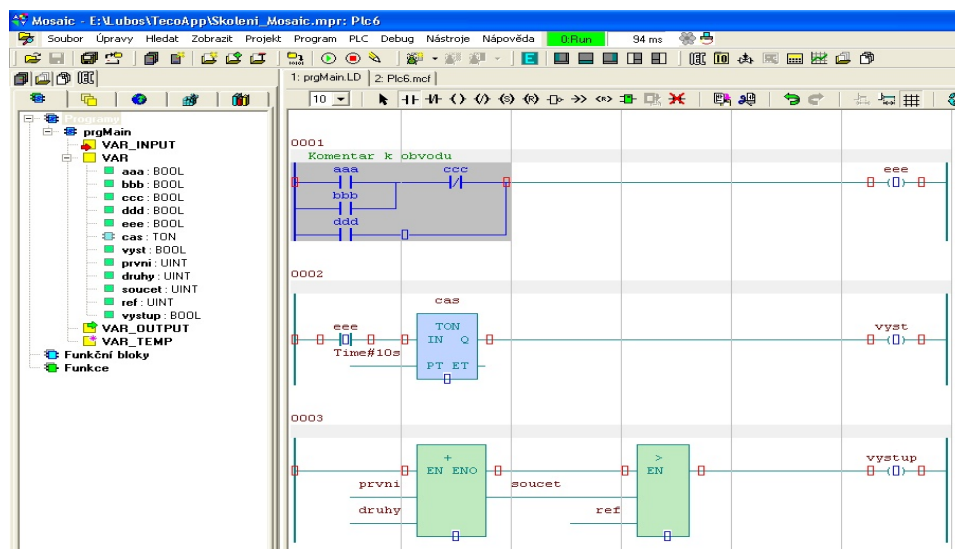 Mosaic - E:\Lubos\TecoApp\Skoleni_Mosaic.mpr: Plc6
Soubor Úpravy Hledat Zobrazit Projekt Program PLC Debug Nástroje Nápověda 0:Run 94 ms
1: prgMain.LD 2: Plc6.mcf
10
Programy
prgMain
VAR_INPUT
VAR
aaa : BOOL
bbb : BOOL
ccc : BOOL
ddd : BOOL
eee : BOOL
cas : TON
vyst : BOOL
prvni : UINT
druhy : UINT
soucet : UINT
ref : UINT
vystup : BOOL
VAR_OUTPUT
VAR_TEMP
Funkční bloky
Funkce
0001
Komentar k obvodu
aaa ccc eee
bbb
ddd
0002
cas
eee TON vyst
IN Q
Time#10s
PT ET
0003
+ > vystup
EN ENO EN
prvni soucet
druhy ref